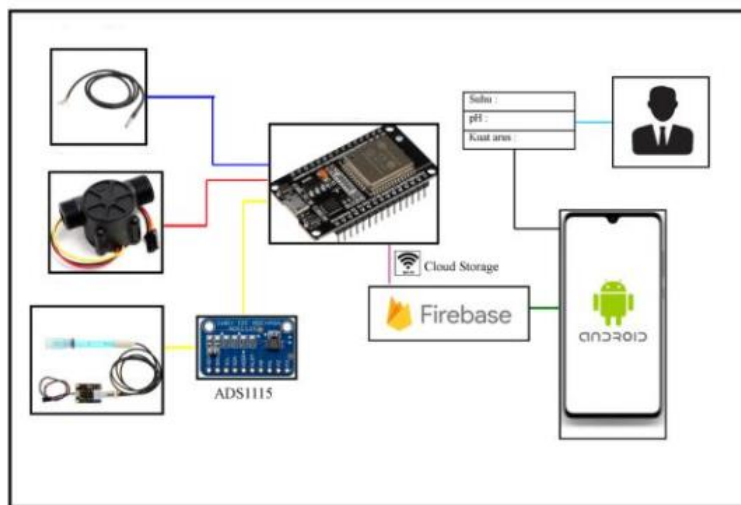 Suhu :
pH :
Kuat arus :
Cloud Storage
Firebase
ANDROID
ADS1115